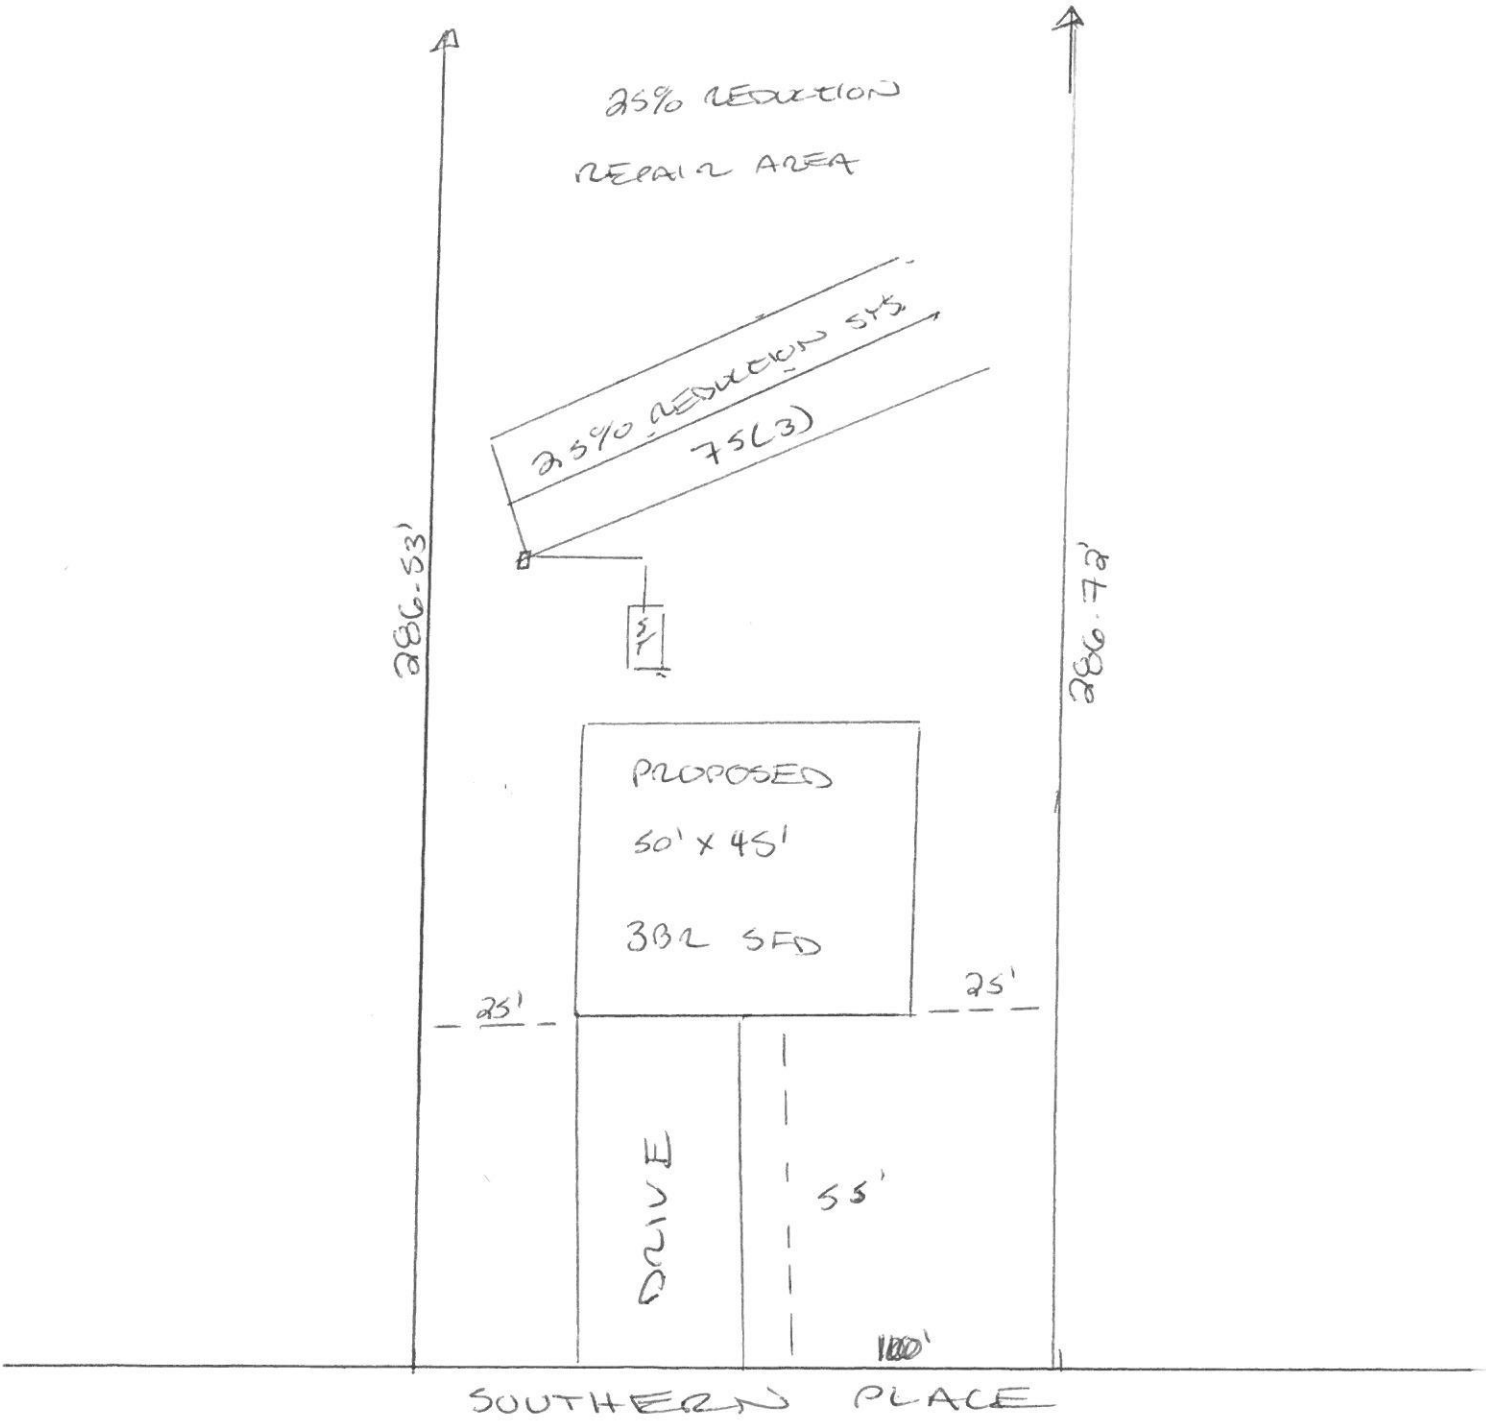 25% REDUCTION
REPAIR AREA
25% REDUCTION SYS.
75(3)
286.53'
286.72'
ST
PROPOSED
50' X 45'
3BR SFD
25'
25'
DRIVE
55'
100'
SOUTHERN PLACE